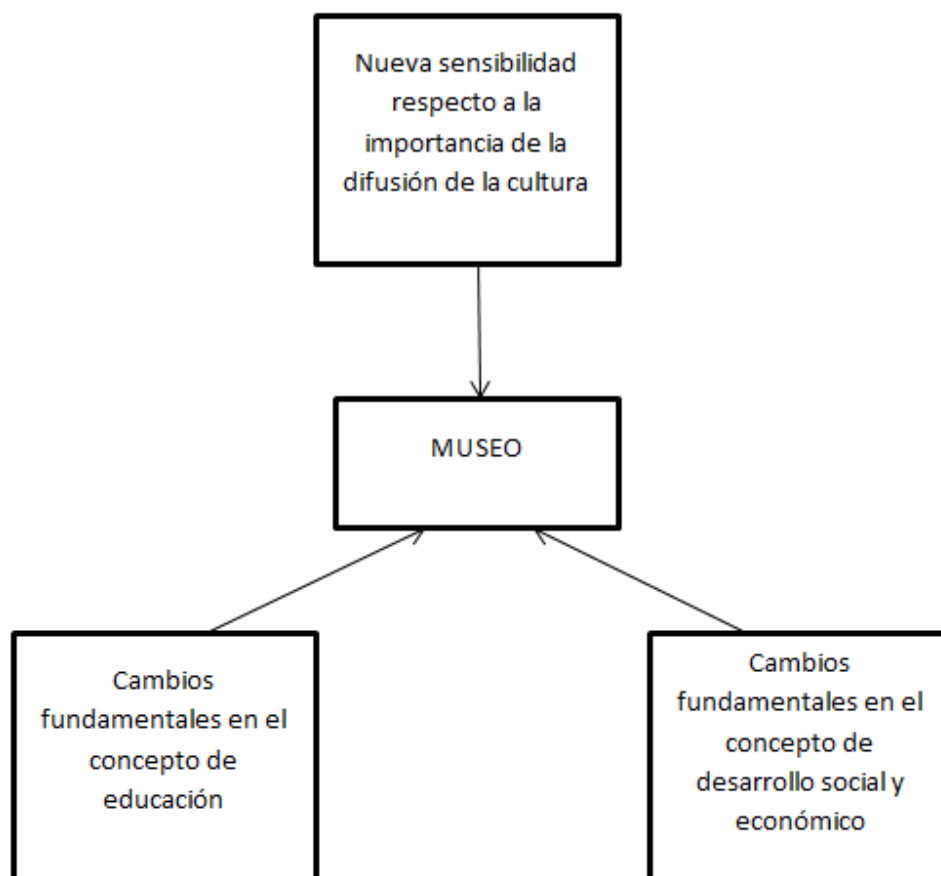 Nueva sensibilidad
respecto a la
importancia de la
difusión de la cultura
MUSEO
Cambios
fundamentales en el
concepto de
educación
Cambios
fundamentales en el
concepto de
desarrollo social y
económico